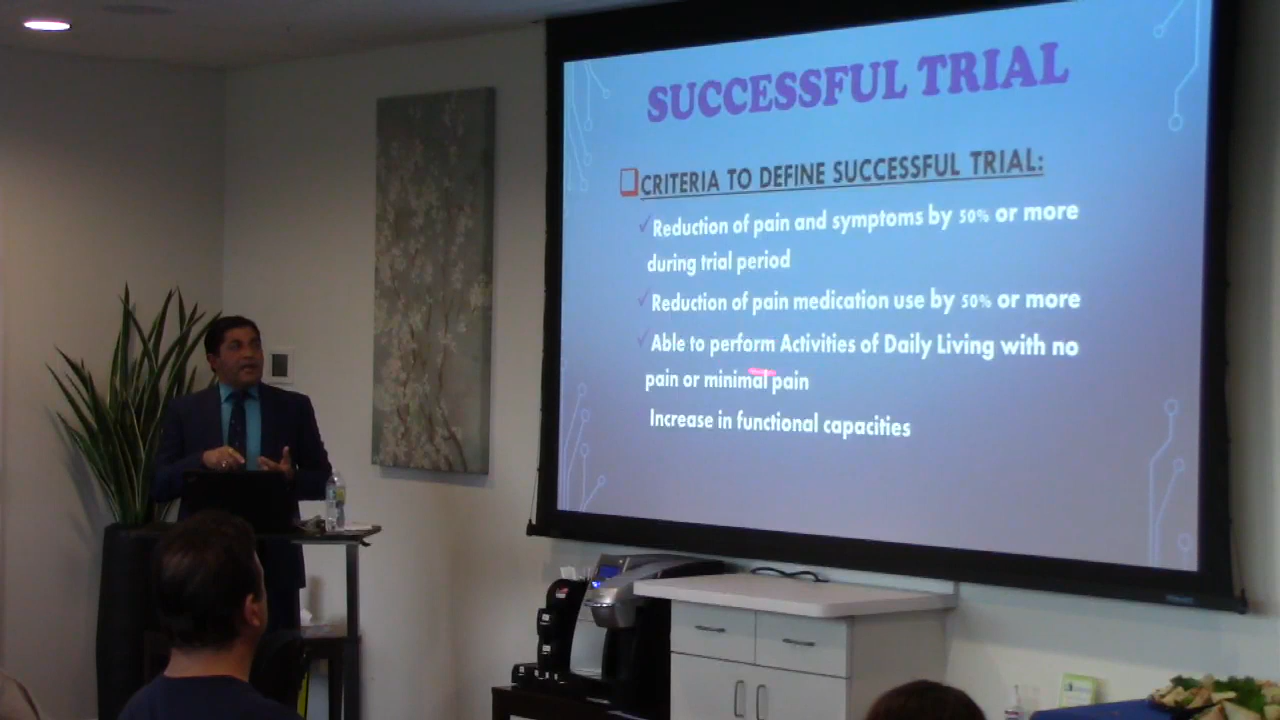 SUCCESSFUL TRIAL
CRITERIA TO DEFINE SUCCESSFUL TRIAL:
Reduction of pain and symptoms by 50% or more
during trial period
Reduction of pain medication use by 50% or more
Able to perform Activities of Daily Living with no
pain or minimal pain
Increase in functional capacities